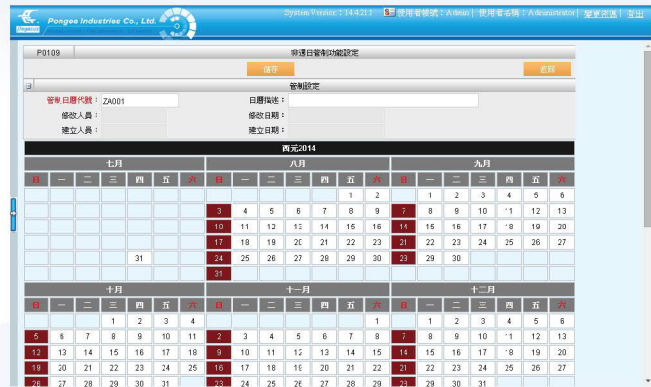 Pongee Industries Co., Ltd.
System Version : 14.4.21.1 使用者帳號 : Admin | 使用者名稱 : Administrator | 變更密碼 | 登出
P0109 非週日管制功能設定
儲存 返回
管制設定
管制日曆代號 : ZA001 日曆描述 :
修改人員 : 修改日期 :
建立人員 : 建立日期 :
西元2014
七月 八月 九月
日 一 二 三 四 五 六 日 一 二 三 四 五 六 日 一 二 三 四 五 六
1 2 1 2 3 4 5 6
3 4 5 6 7 8 9 7 8 9 10 11 12 13
10 11 12 13 14 15 16 14 15 16 17 18 19 20
17 18 19 20 21 22 23 21 22 23 24 25 26 27
31 24 25 26 27 28 29 30 28 29 30
31
十月 十一月 十二月
日 一 二 三 四 五 六 日 一 二 三 四 五 六 日 一 二 三 四 五 六
1 2 3 4 1 1 2 3 4 5 6
5 6 7 8 9 10 11 2 3 4 5 6 7 8 7 8 9 10 11 12 13
12 13 14 15 16 17 18 9 10 11 12 13 14 15 14 15 16 17 18 19 20
19 20 21 22 23 24 25 16 17 18 19 20 21 22 21 22 23 24 25 26 27
26 27 28 29 30 31 23 24 25 26 27 28 29 28 29 30 31